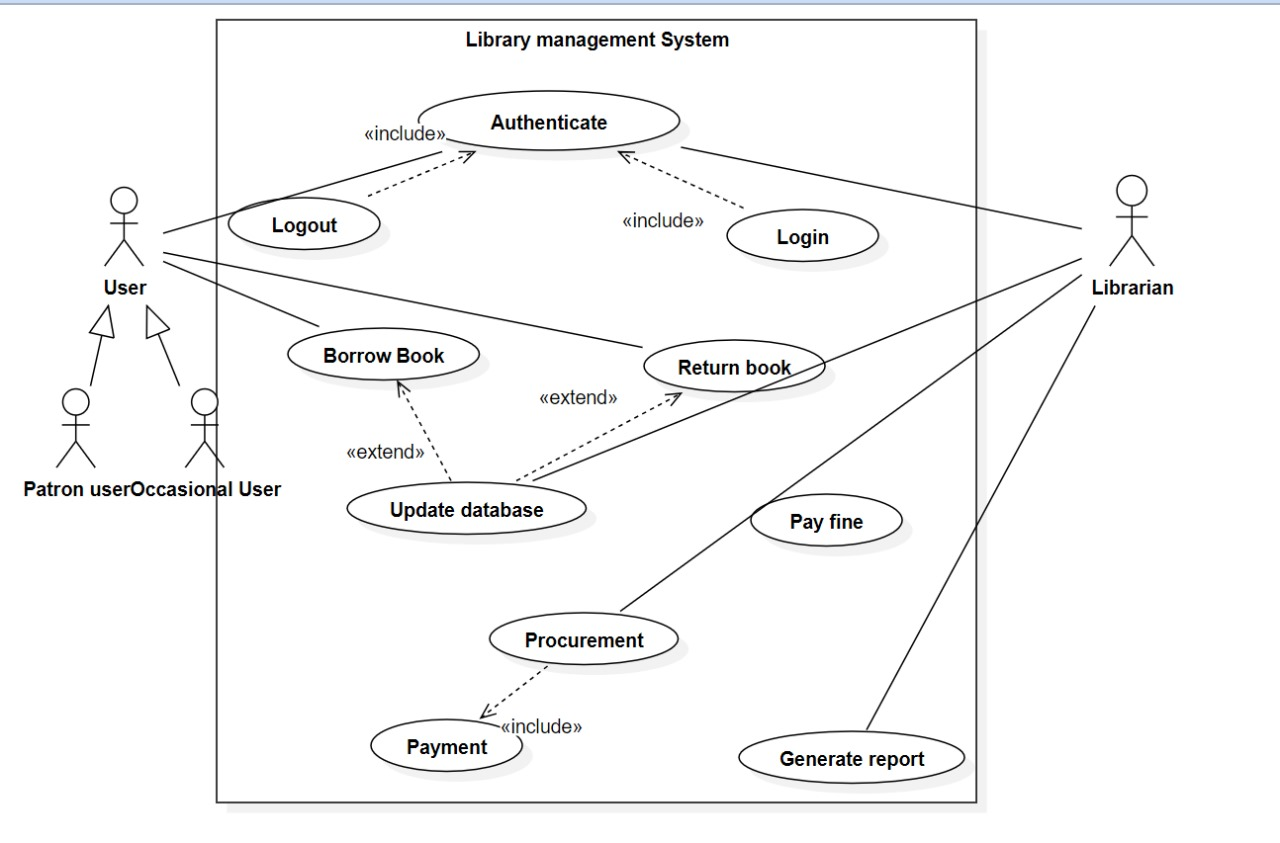 Library management System
Authenticate
«include»
Logout
«include»
Login
User
Librarian
Borrow Book
Return book
«extend»
«extend»
Patron user
Occasional User
Update database
Pay fine
Procurement
«include»
Payment
Generate report